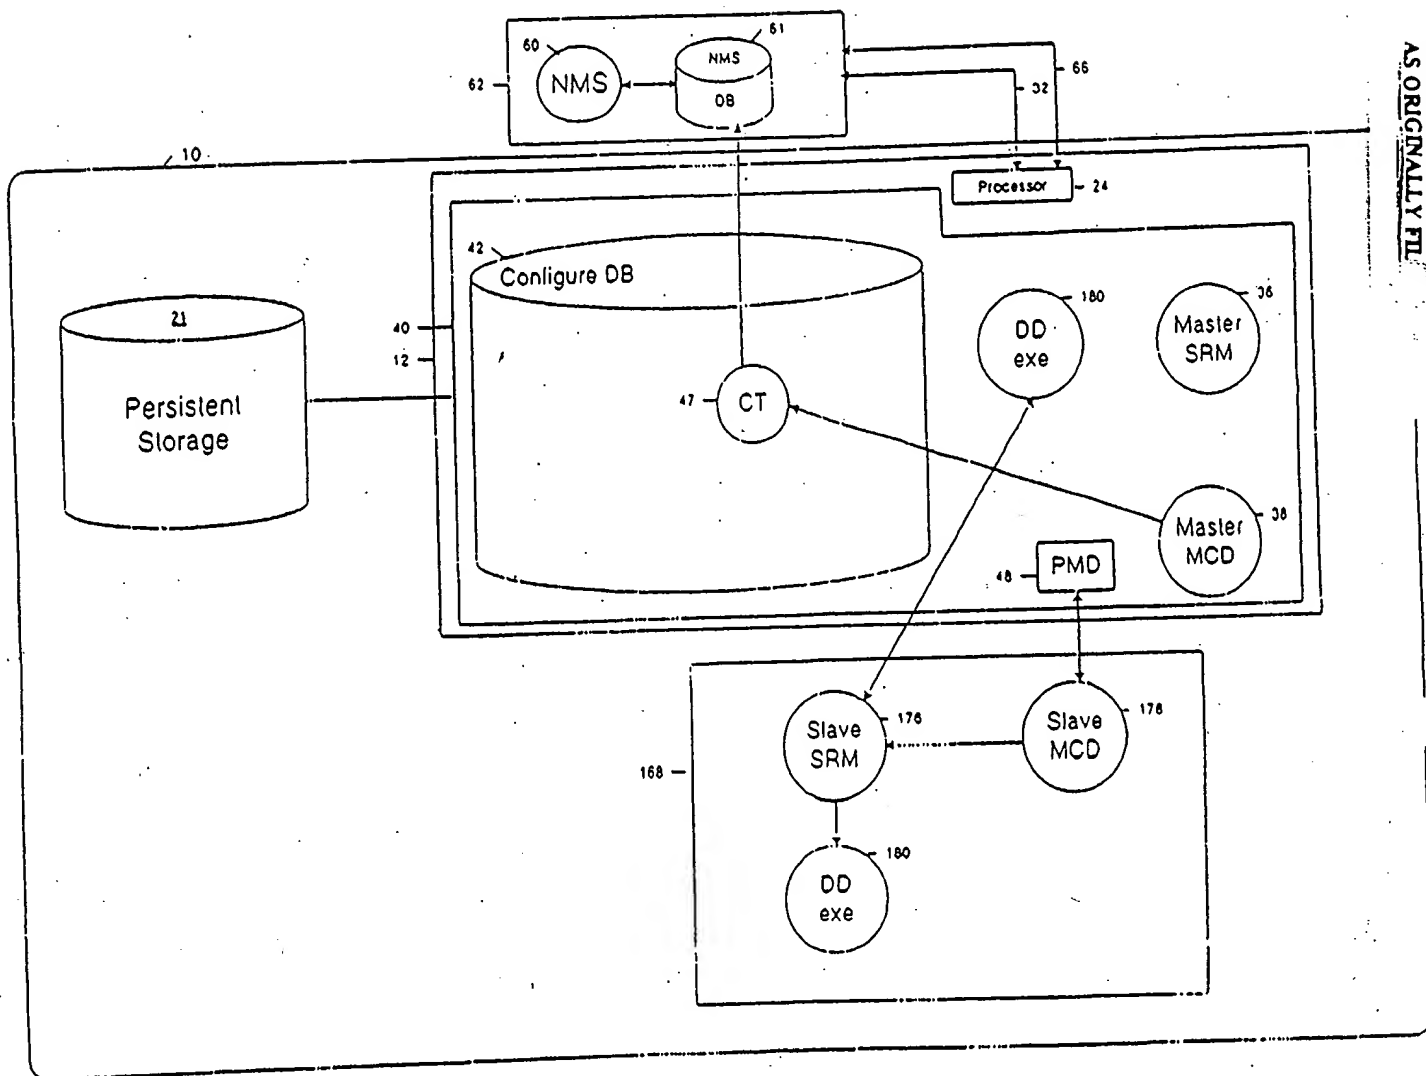 60
NMS
61
NMS
DB
62
32
66
AS ORIGINALLY FIL
10
Processor
24
42
Configure DB
21
Persistent
Storage
40
12
47
CT
180
DD
exe
36
Master
SRM
38
Master
MCD
48
PMD
168
Slave
SRM
176
Slave
MCD
178
DD
exe
180